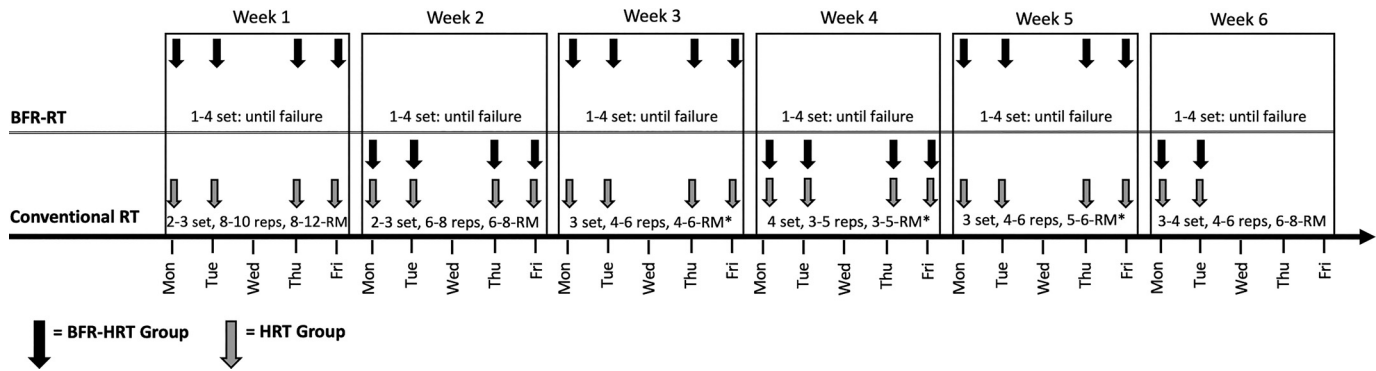 Week 1 Week 2 Week 3 Week 4 Week 5 Week 6
BFR-RT 1-4 set: until failure 1-4 set: until failure 1-4 set: until failure 1-4 set: until failure 1-4 set: until failure 1-4 set: until failure
Conventional RT 2-3 set, 8-10 reps, 8-12-RM 2-3 set, 6-8 reps, 6-8-RM 3 set, 4-6 reps, 4-6-RM* 4 set, 3-5 reps, 3-5-RM* 3 set, 4-6 reps, 5-6-RM* 3-4 set, 4-6 reps, 6-8-RM
Mon Tue Wed Thu Fri Mon Tue Wed Thu Fri Mon Tue Wed Thu Fri Mon Tue Wed Thu Fri Mon Tue Wed Thu Fri Mon Tue Wed Thu Fri
= BFR-HRT Group = HRT Group